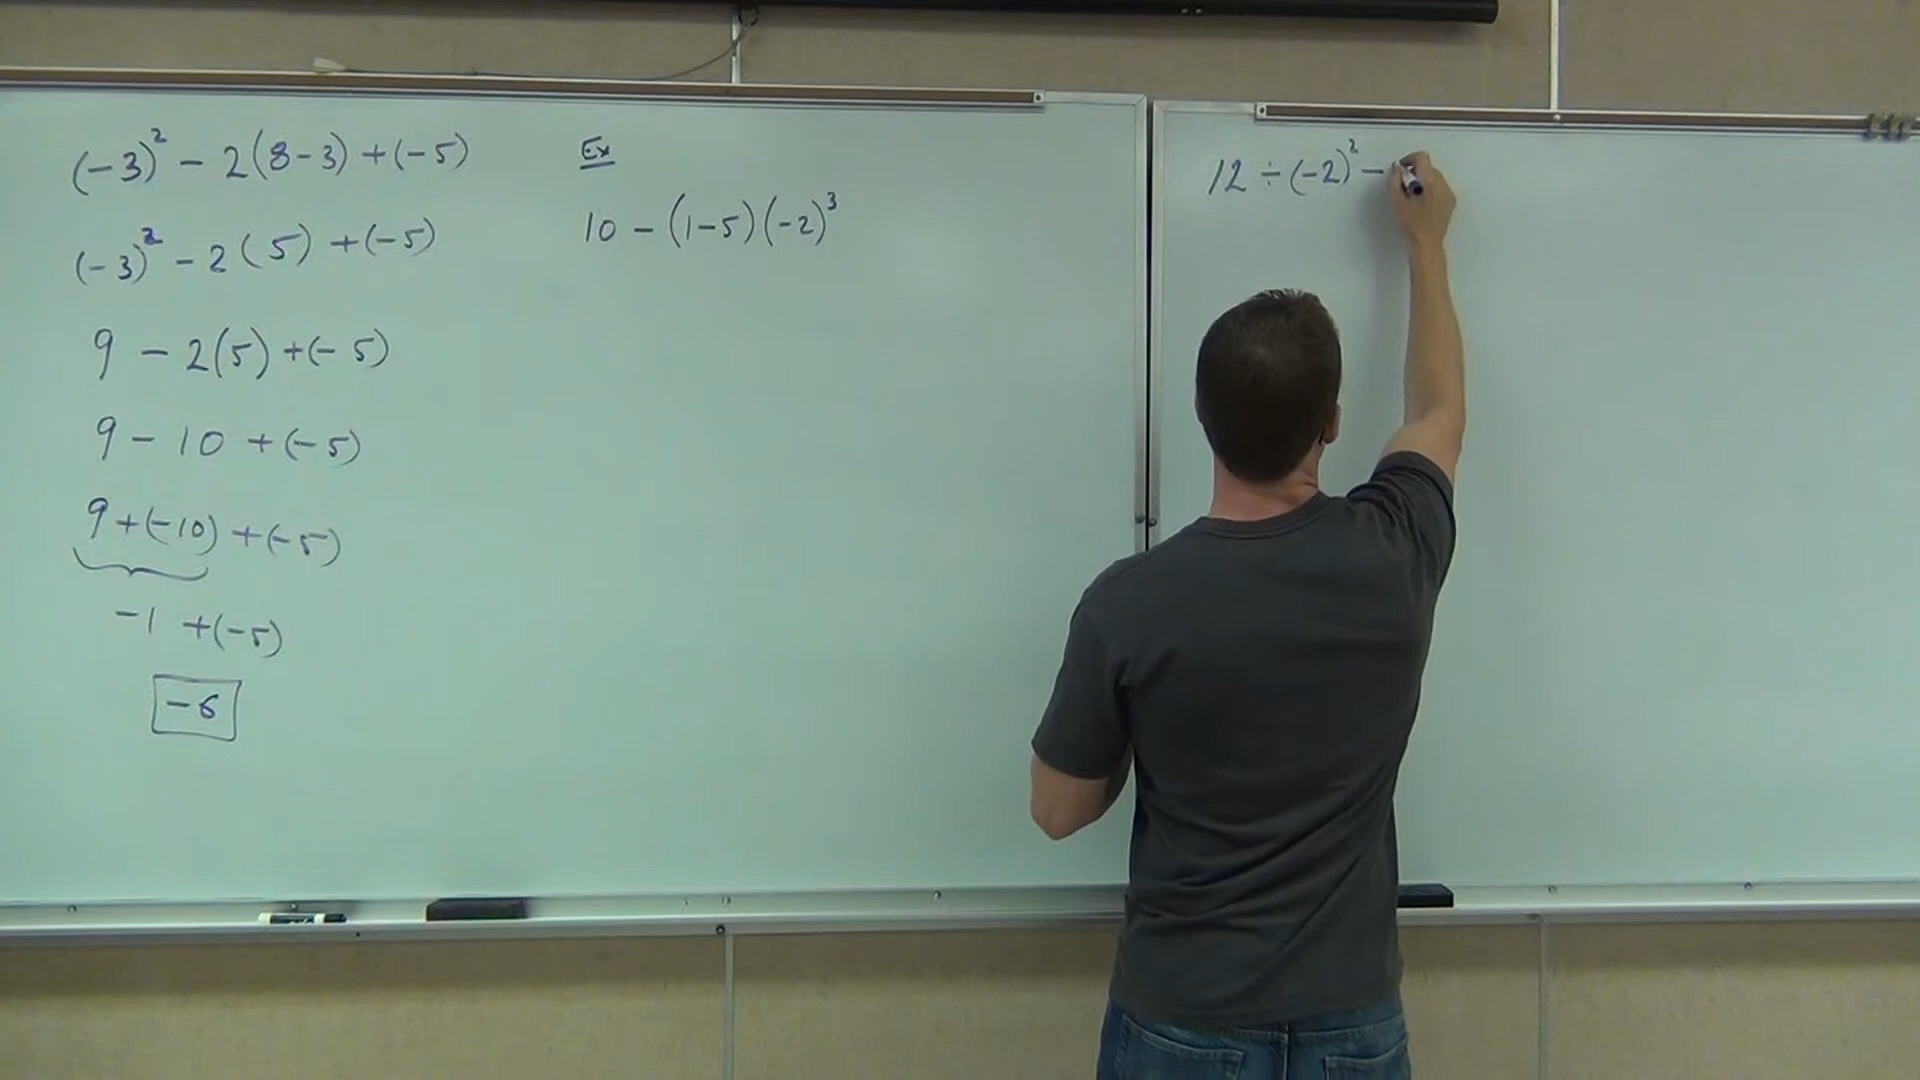 (-3)² - 2(8-3) + (-5)
(-3)² - 2(5) + (-5)
9 - 2(5) + (-5)
9 - 10 + (-5)
9 + (-10) + (-5)
-1 + (-5)
-6
Ex
10 - (1-5)(-2)³
12 ÷ (-2)² -